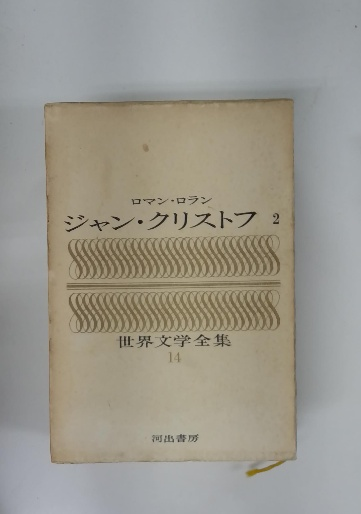 ロマン・ロラン
ジャン・クリストフ 2
世界文学全集
14
河出書房